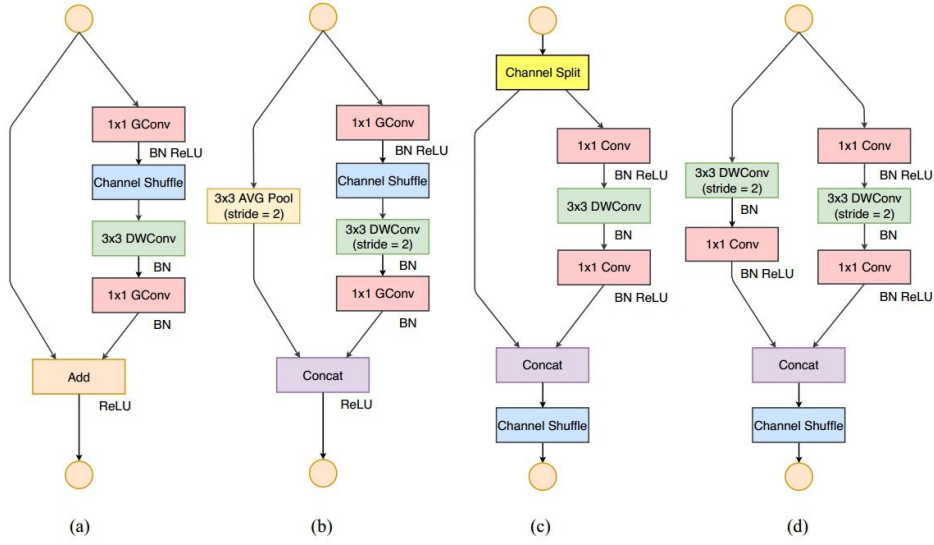 1x1 GConv
BN ReLU
Channel Shuffle
3x3 DWConv
BN
1x1 GConv
BN
Add
ReLU
(a)
1x1 GConv
BN ReLU
Channel Shuffle
3x3 AVG Pool
(stride = 2)
3x3 DWConv
(stride = 2)
BN
1x1 GConv
BN
Concat
ReLU
(b)
Channel Split
1x1 Conv
BN ReLU
3x3 DWConv
BN
1x1 Conv
BN ReLU
Concat
Channel Shuffle
(c)
3x3 DWConv
(stride = 2)
BN
1x1 Conv
BN ReLU
1x1 Conv
BN ReLU
3x3 DWConv
(stride = 2)
BN
1x1 Conv
BN ReLU
Concat
Channel Shuffle
(d)